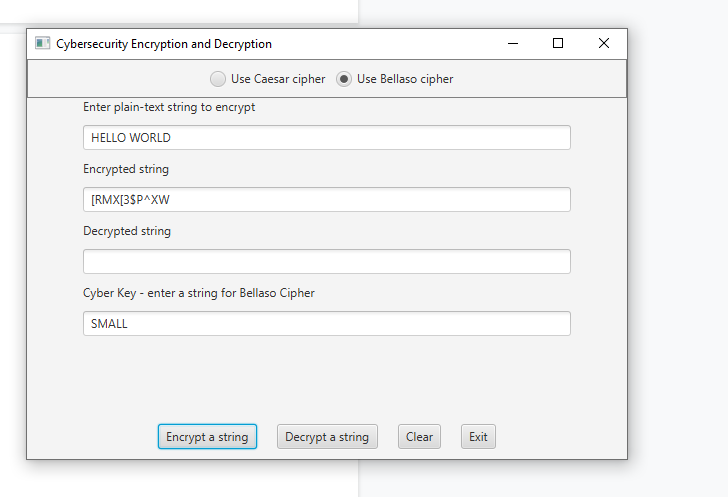 Cybersecurity Encryption and Decryption
Use Caesar cipher Use Bellaso cipher
Enter plain-text string to encrypt
HELLO WORLD
Encrypted string
[RMX[3$P^XW
Decrypted string
Cyber Key - enter a string for Bellaso Cipher
SMALL
Encrypt a string Decrypt a string Clear Exit